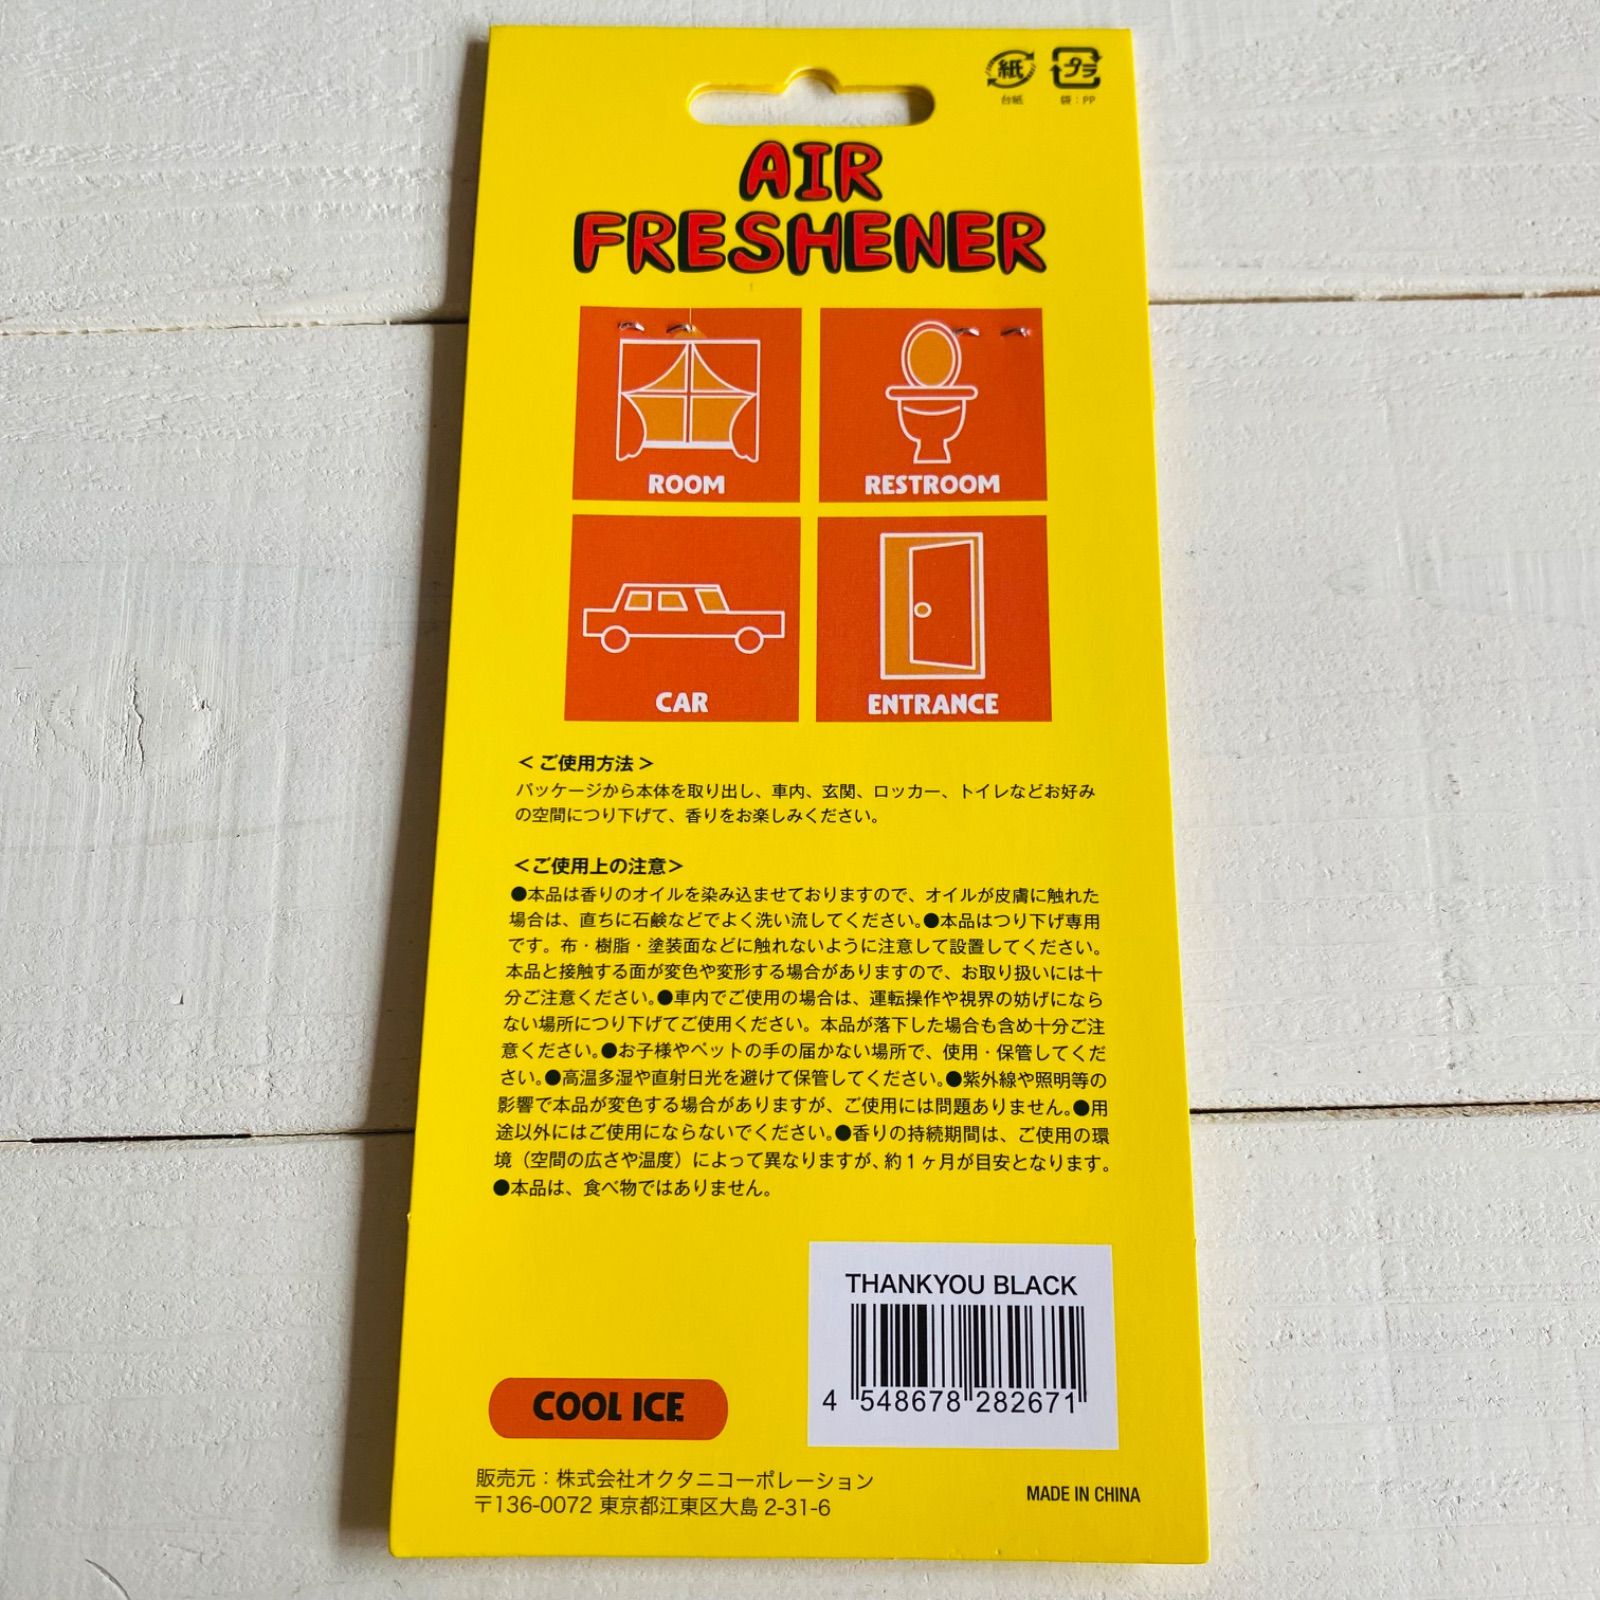 紙
プラ
台紙
袋：PP
AIR
FRESHENER
ROOM
RESTROOM
CAR
ENTRANCE
＜ご使用方法＞
パッケージから本体を取り出し、車内、玄関、ロッカー、トイレなどお好み
の空間につり下げて、香りをお楽しみください。
＜ご使用上の注意＞
●本品は香りのオイルを染み込ませておりますので、オイルが皮膚に触れた
場合は、直ちに石鹸などでよく洗い流してください。●本品はつり下げ専用
です。布・樹脂・塗装面などに触れないように注意して設置してください。
本品と接触する面が変色や変形する場合がありますので、お取り扱いには十
分ご注意ください。●車内でご使用の場合は、運転操作や視界の妨げになら
ない場所につり下げてご使用ください。本品が落下した場合も含め十分ご注
意ください。●お子様やペットの手の届かない場所で、使用・保管してくだ
さい。●高温多湿や直射日光を避けて保管してください。●紫外線や照明等の
影響で本品が変色する場合がありますが、ご使用には問題ありません。●用
途以外にはご使用にならないでください。●香りの持続期間は、ご使用の環
境（空間の広さや温度）によって異なりますが、約1ヶ月が目安となります。
●本品は、食べ物ではありません。
THANKYOU BLACK
4 548678 282671
COOL ICE
販売元：株式会社オクタニコーポレーション
〒136-0072 東京都江東区大島 2-31-6
MADE IN CHINA